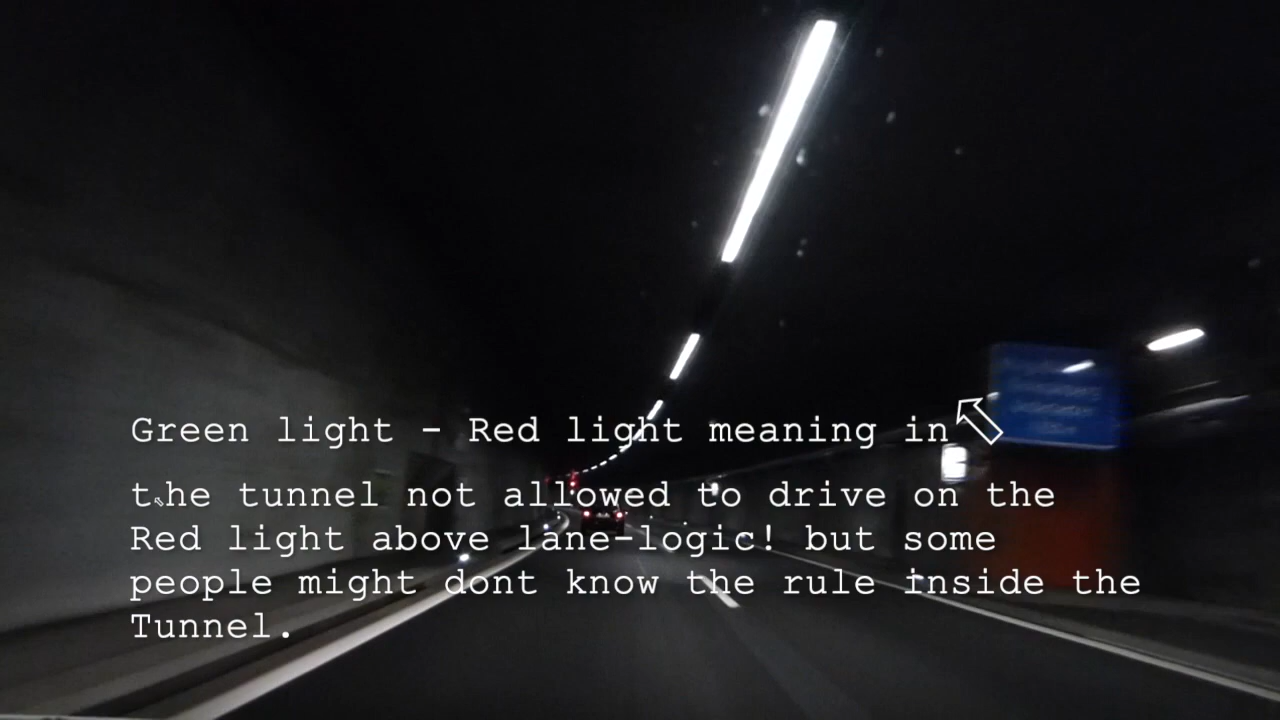 Green light - Red light meaning in
the tunnel not allowed to drive on the
Red light above lane-logic! but some
people might dont know the rule inside the
Tunnel.